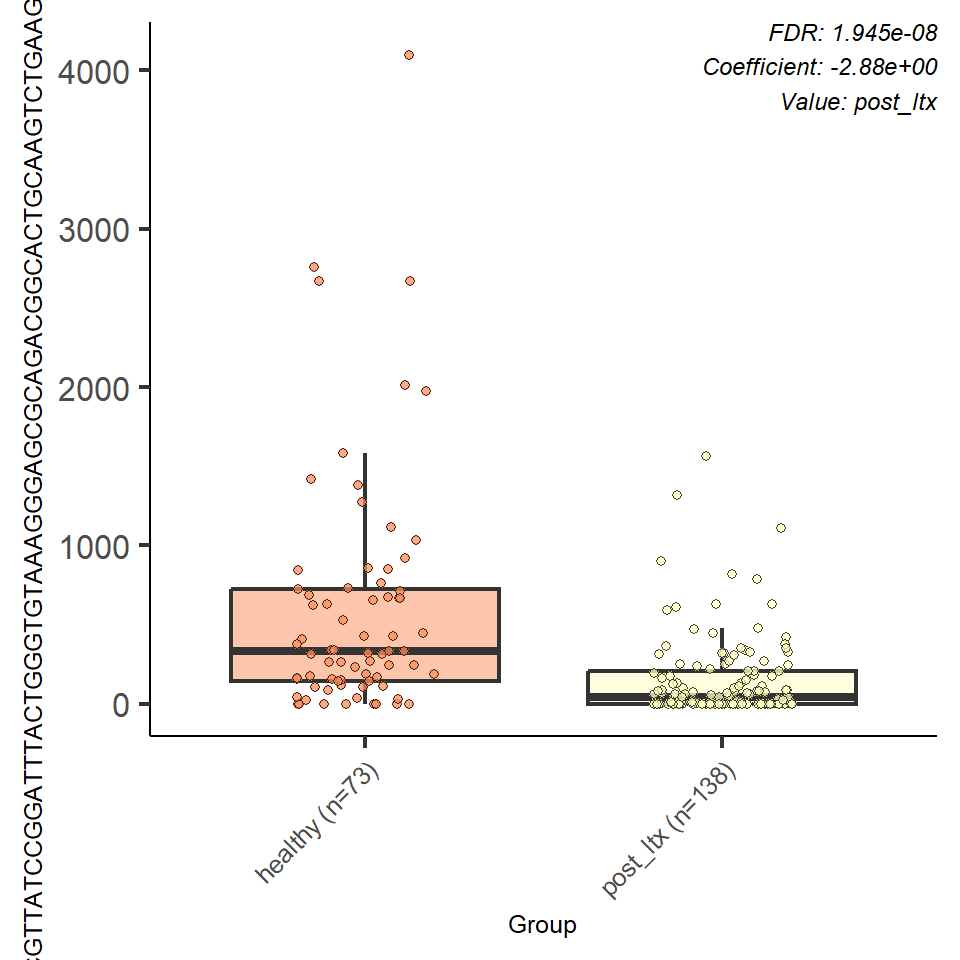 FDR: 1.945e-08
Coefficient: -2.88e+00
Value: post_ltx
CGTTATCCGGATTTACTGGGTGTAAAGGGAGCGCAGACGGCACTGCAAGTCTGAAG
4000
3000
2000
1000
0
healthy (n=73)
post_ltx (n=138)
Group